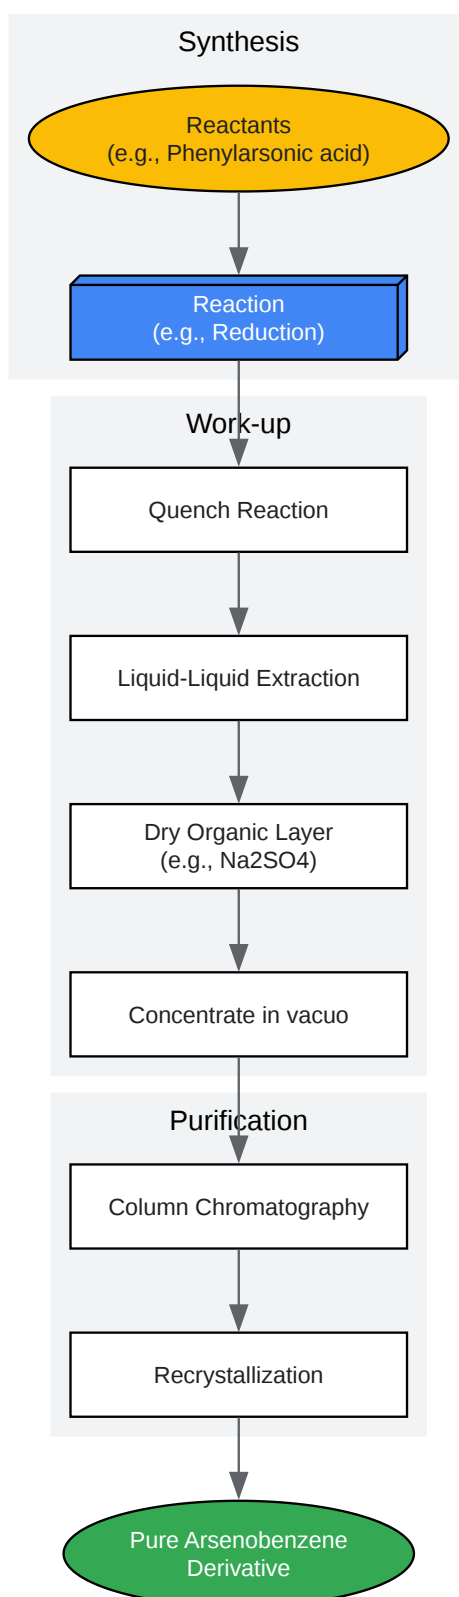 Synthesis
Reactants
(e.g., Phenylarsonic acid)
Reaction
(e.g., Reduction)
Work-up
Quench Reaction
Liquid-Liquid Extraction
Dry Organic Layer
(e.g., Na2SO4)
Concentrate in vacuo
Purification
Column Chromatography
Recrystallization
Pure Arsenobenzene
Derivative